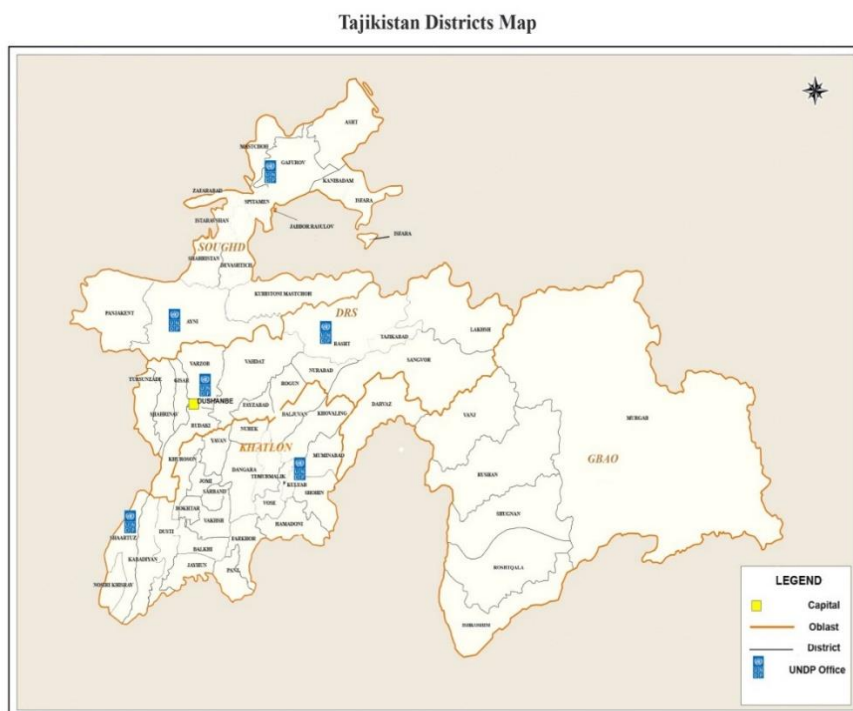 Tajikistan Districts Map
ASHT
MASTCHOH
GAFUROV
KANIBADAM
ISFARA
ZAFARABAD
SPITAMEN
ISTARAVSHAN
JABBOR RASULOV
ISFARA
SOUGHD
SHAHRISTAN
DEVASHTICH
KUHISTONI MASTCHOH
PANJAKENT
AYNI
DRS
RASHT
TAJIKABAD
LAKHSH
SANGVOR
VARZOB
VAHDAT
NURABAD
ROGUN
TURSUNZADE
HISAR
SHAHRINAV
DUSHANBE
FAYZABAD
RUDAKI
NUREK
BALJUVAN
KHOVALING
DARVAZ
VANJ
MURGAB
KHATLON
KHUROSON
YAVAN
DANGARA
TEMURMALIK
MUMINABAD
KULYAB
SHOHIN
GBAO
RUSHAN
JOMI
SARBAND
VOSE
BOKHTAR
VAKHSH
HAMADONI
SHUGNAN
SHAARTUZ
DUSTI
FARKHOR
BALKHI
KABADIYAN
JAYHUN
PANJ
ROSHTQALA
NOSIRI KHISRAV
ISHKOSHIM
LEGEND
Capital
Oblast
District
UNDP Office